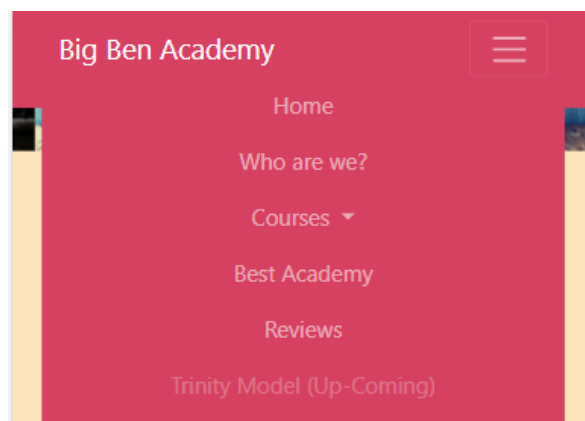 Big Ben Academy
Home
Who are we?
Courses
Best Academy
Reviews
Trinity Model (Up-Coming)